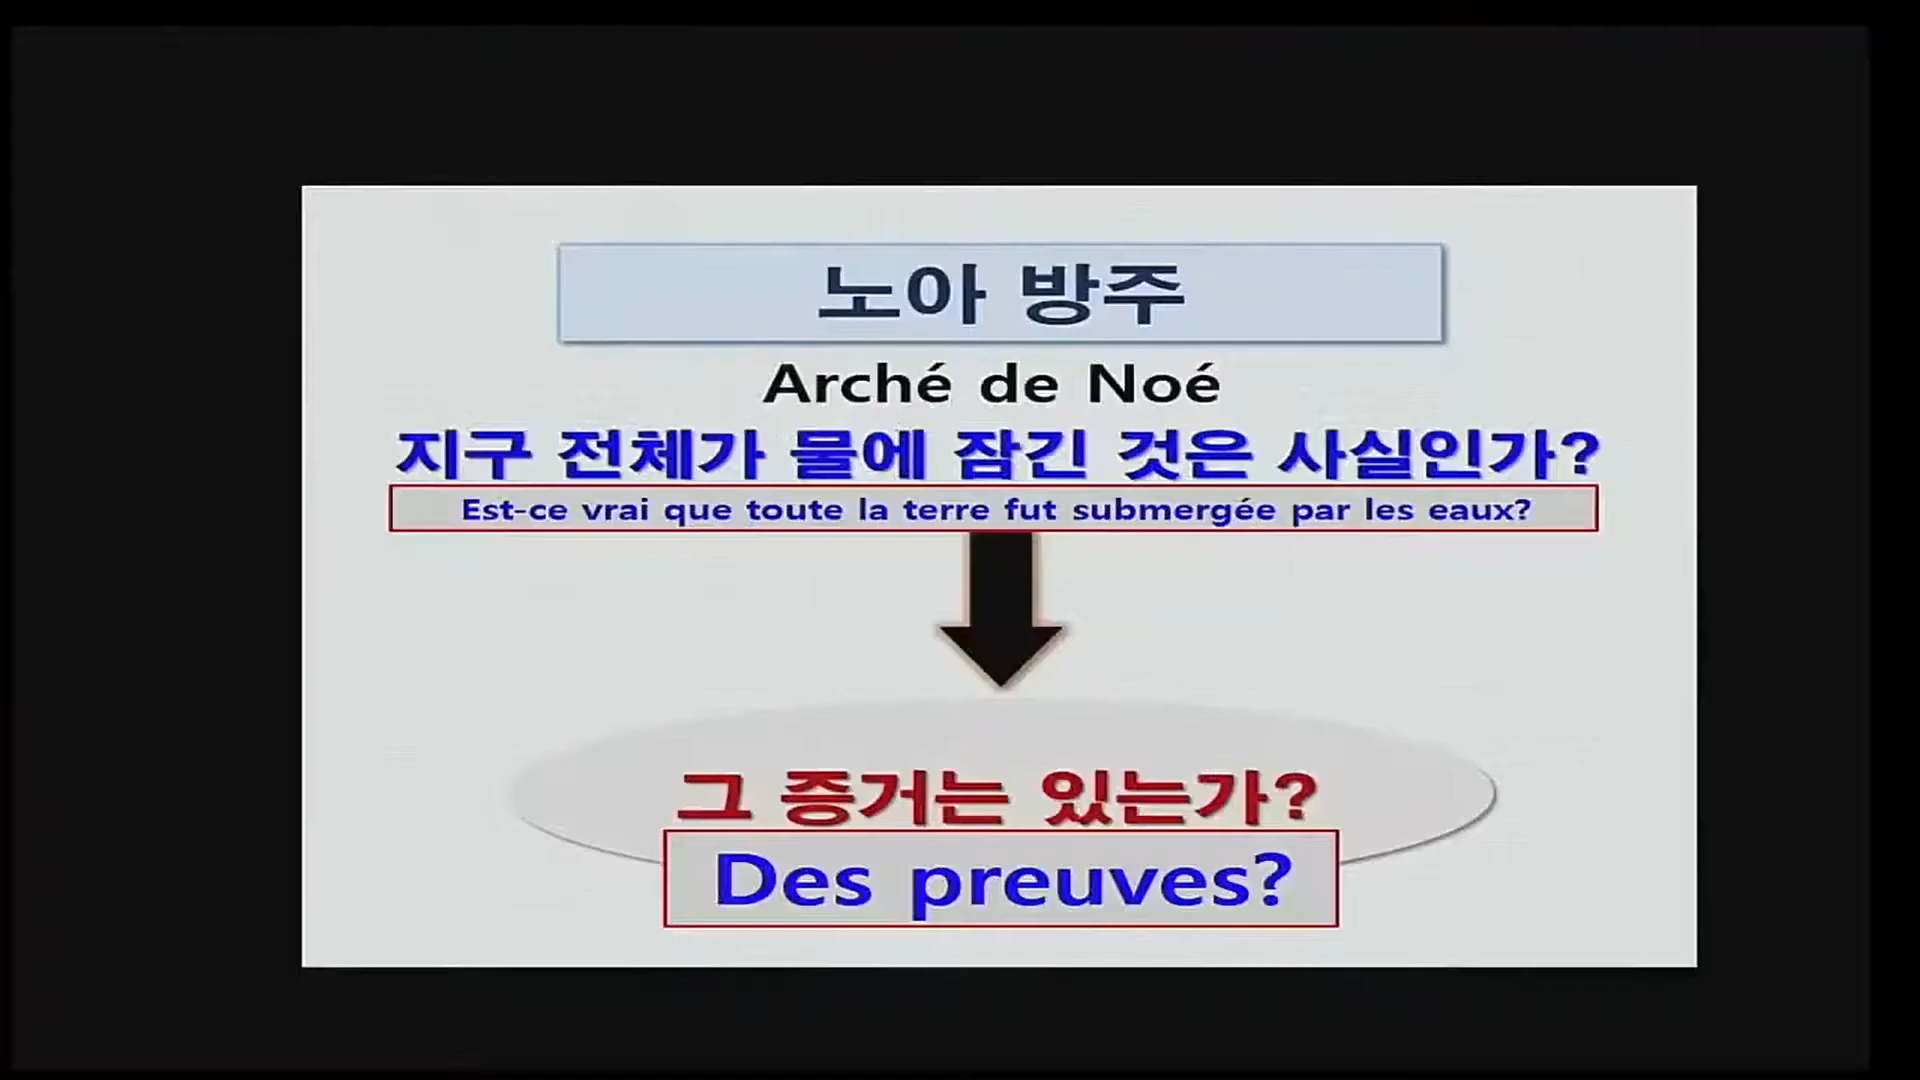 노아 방주
Arché de Noé
지구 전체가 물에 잠긴 것은 사실인가?
Est-ce vrai que toute la terre fut submergée par les eaux?
그 증거는 있는가?
Des preuves?